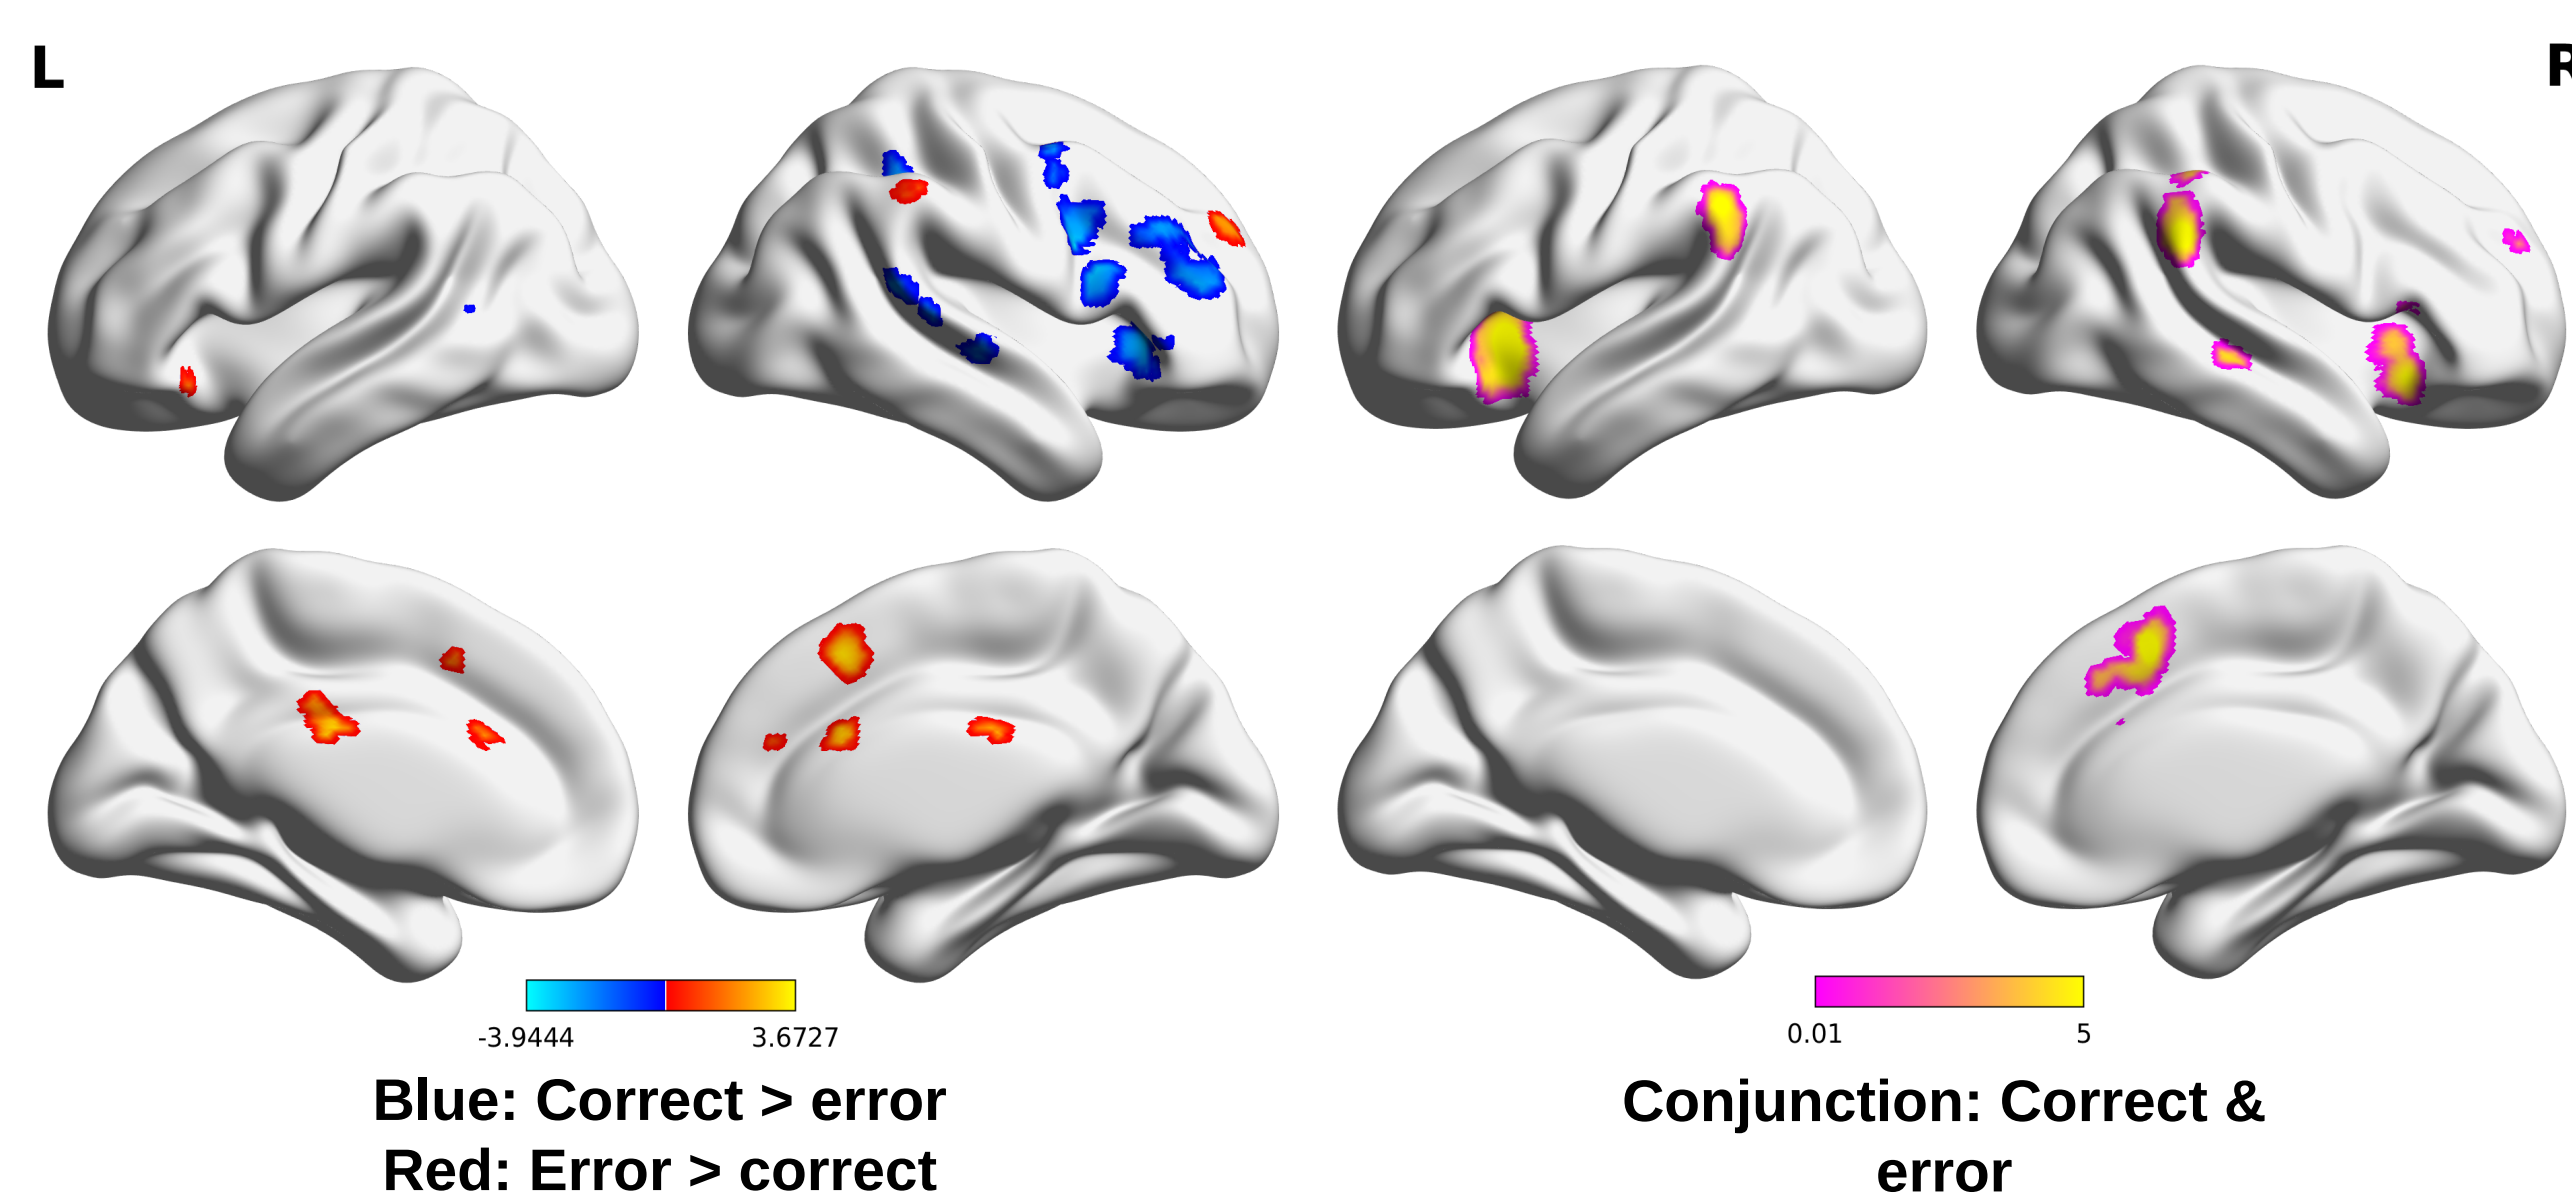 L
R
-3.9444 3.6727
0.01 5
Blue: Correct > error
Red: Error > correct
Conjunction: Correct &
error